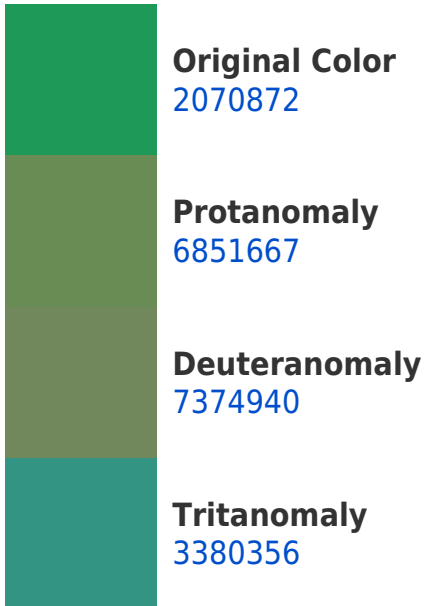 Original Color
2070872
Protanomaly
6851667
Deuteranomaly
7374940
Tritanomaly
3380356